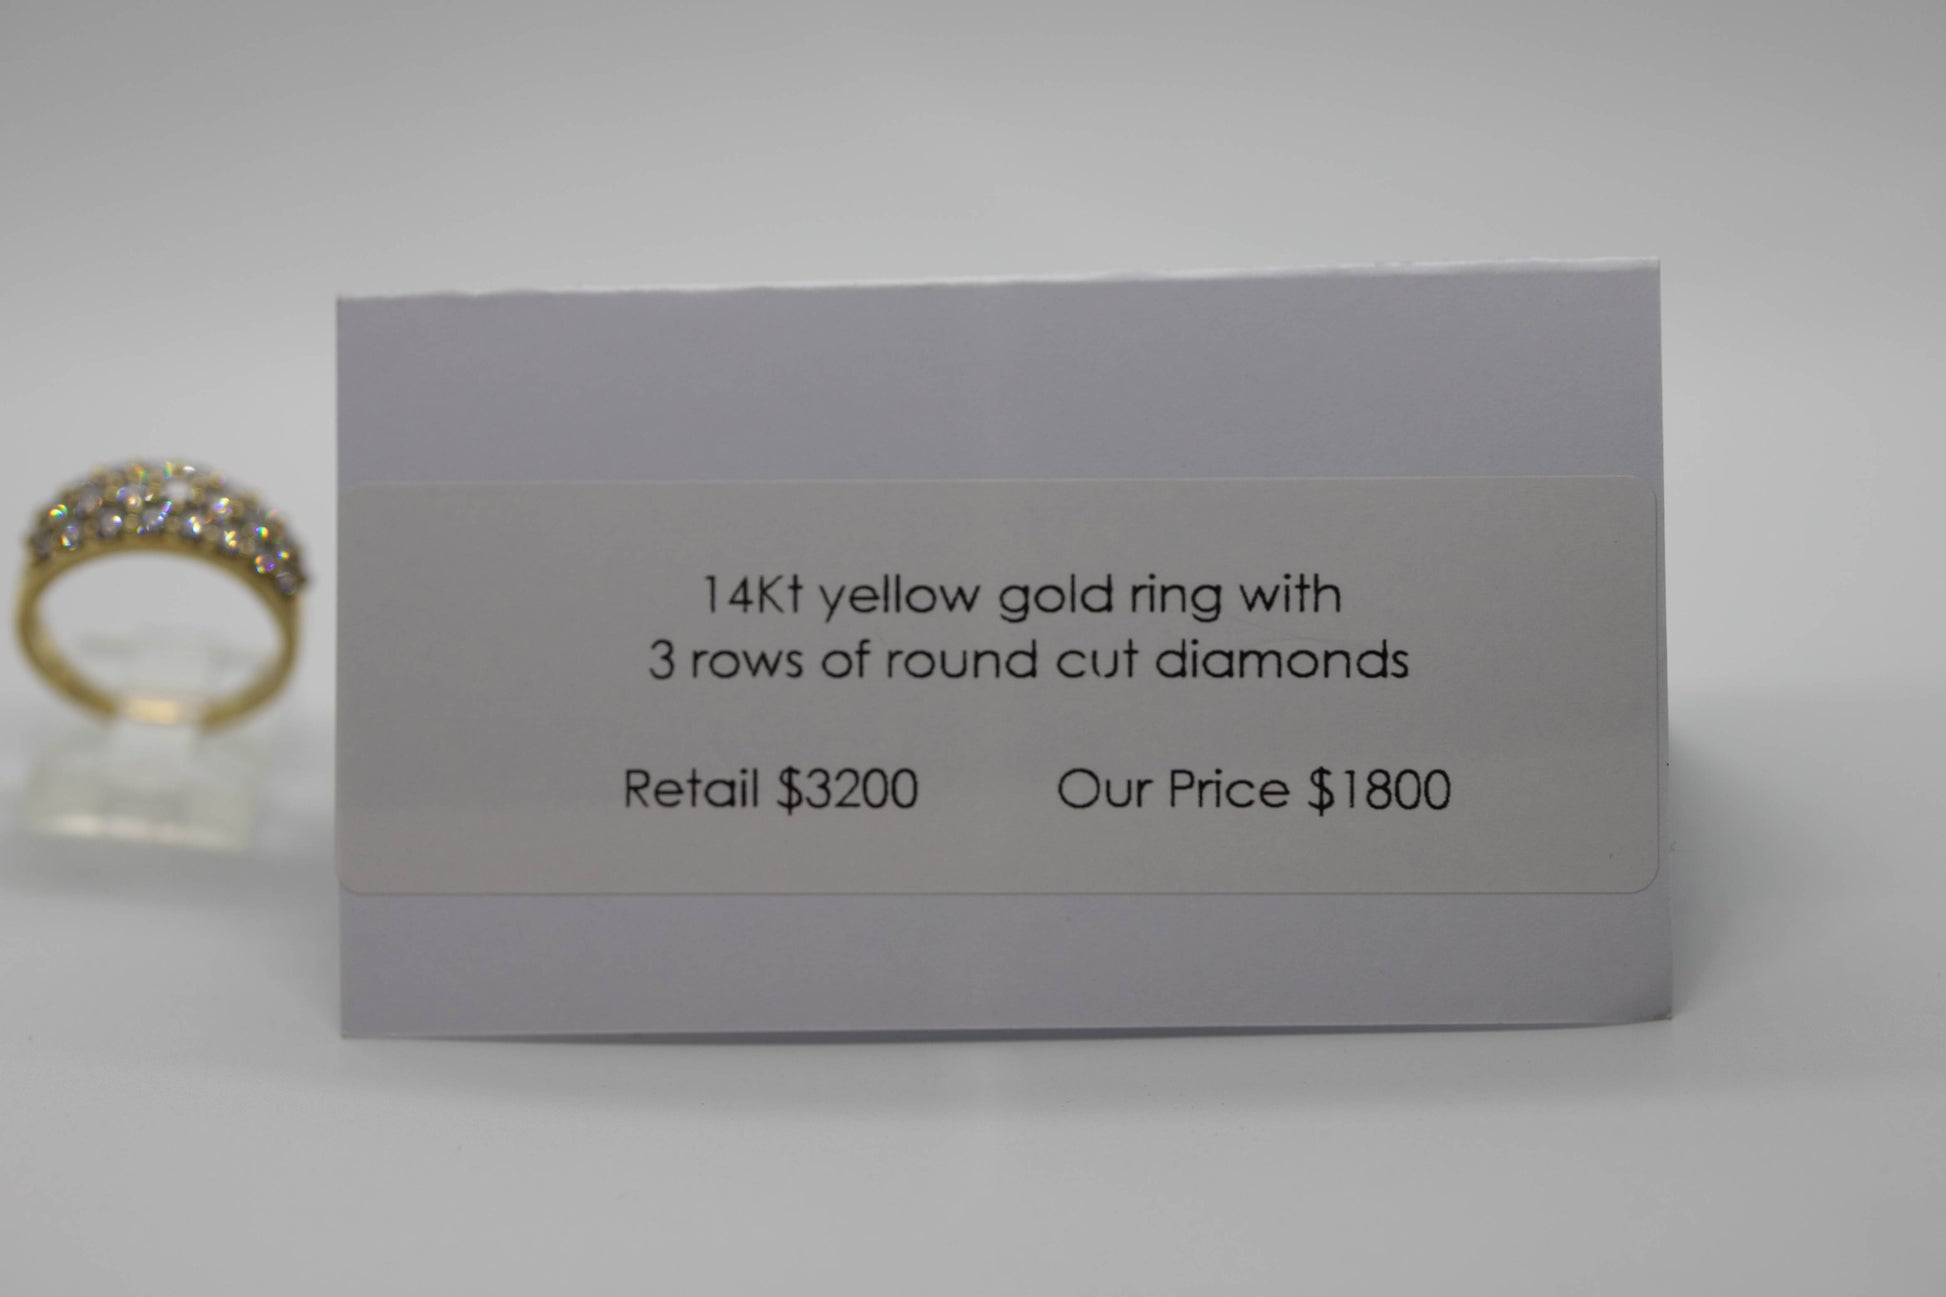 14Kt yellow gold ring with
3 rows of round cut diamonds
Retail $3200 Our Price $1800